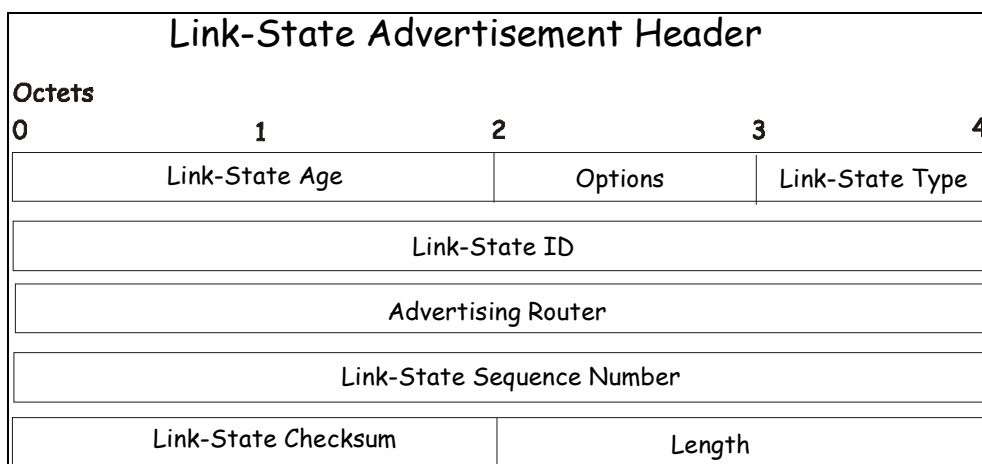 Link-State Advertisement Header
Octets
0 1 2 3 4
Link-State Age Options Link-State Type
Link-State ID
Advertising Router
Link-State Sequence Number
Link-State Checksum Length